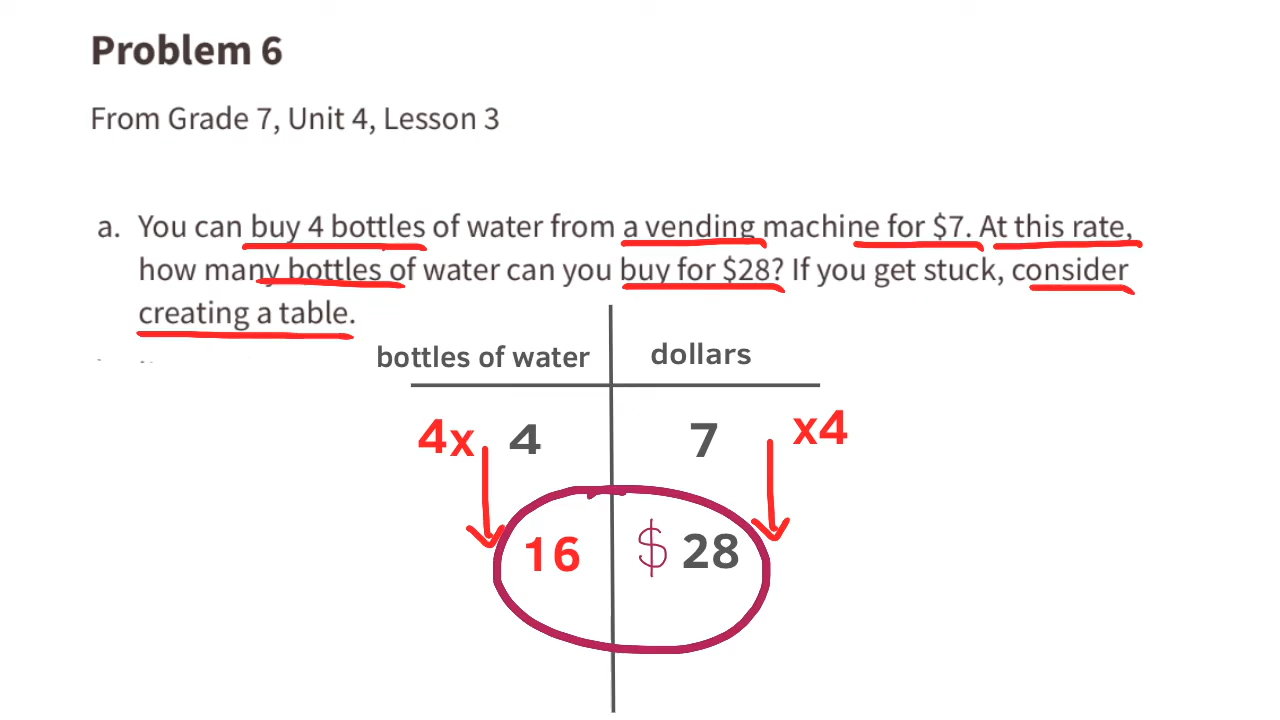 Problem 6
From Grade 7, Unit 4, Lesson 3
a. You can buy 4 bottles of water from a vending machine for $7. At this rate,
how many bottles of water can you buy for $28? If you get stuck, consider
creating a table.
bottles of water dollars
4x 4 7 x4
16 $ 28